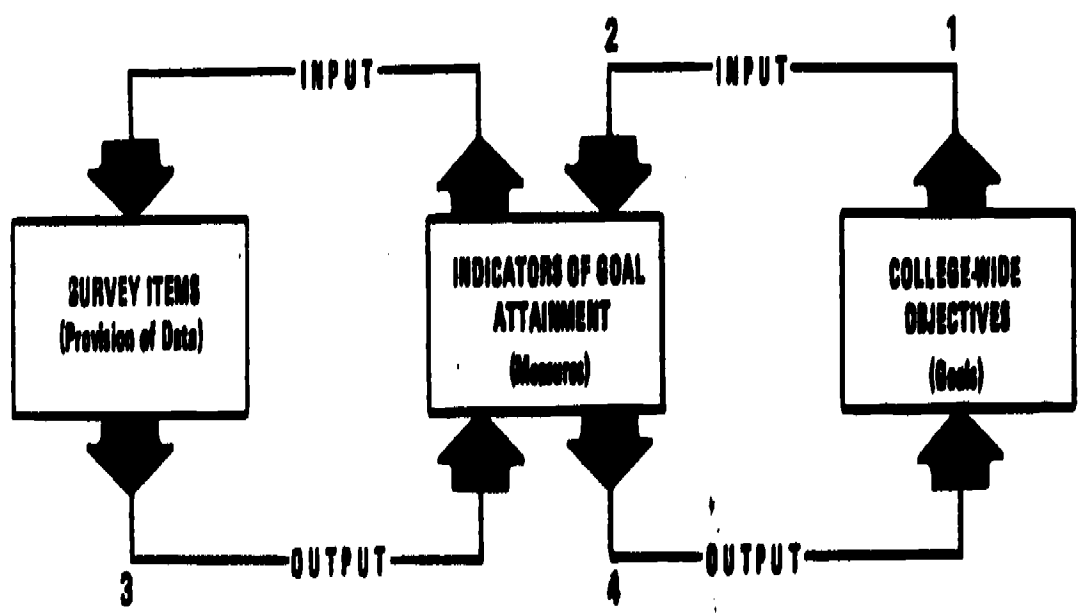 2 1
INPUT INPUT
SURVEY ITEMS
(Provision of Data)
INDICATORS OF GOAL
ATTAINMENT
(Measures)
COLLEGE-WIDE
OBJECTIVES
(Goals)
OUTPUT OUTPUT
3 4